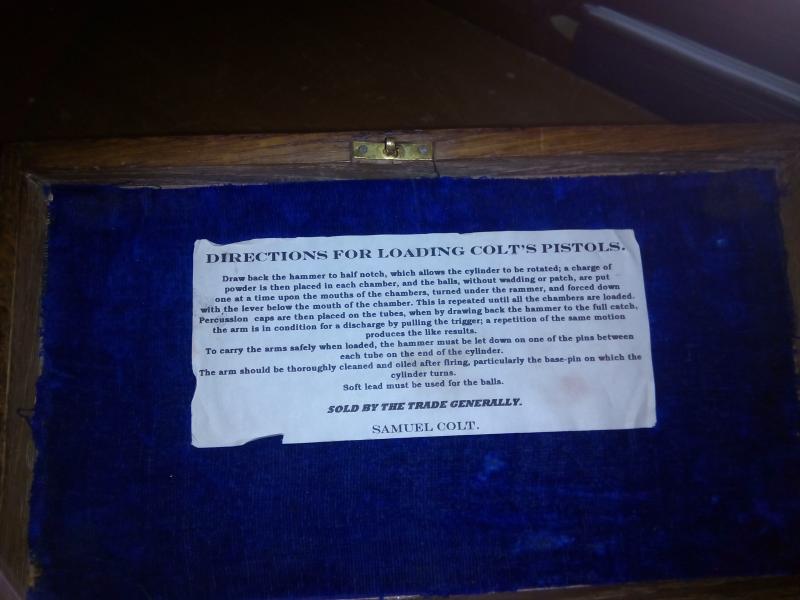 DIRECTIONS FOR LOADING COLT'S PISTOLS.
Draw back the hammer to half notch, which allows the cylinder to be rotated; a charge of
powder is then placed in each chamber, and the balls, without wadding or patch, are put
one at a time upon the mouths of the chambers, turned under the rammer, and forced down
with the lever below the mouth of the chamber. This is repeated until all the chambers are loaded.
Percussion caps are then placed on the tubes, when by drawing back the hammer to the full catch,
the arm is in condition for a discharge by pulling the trigger; a repetition of the same motion
produces the like results.
To carry the arms safely when loaded, the hammer must be let down on one of the pins between
each tube on the end of the cylinder.
The arm should be thoroughly cleaned and oiled after firing, particularly the base-pin on which the
cylinder turns.
Soft lead must be used for the balls.
SOLD BY THE TRADE GENERALLY.
SAMUEL COLT.